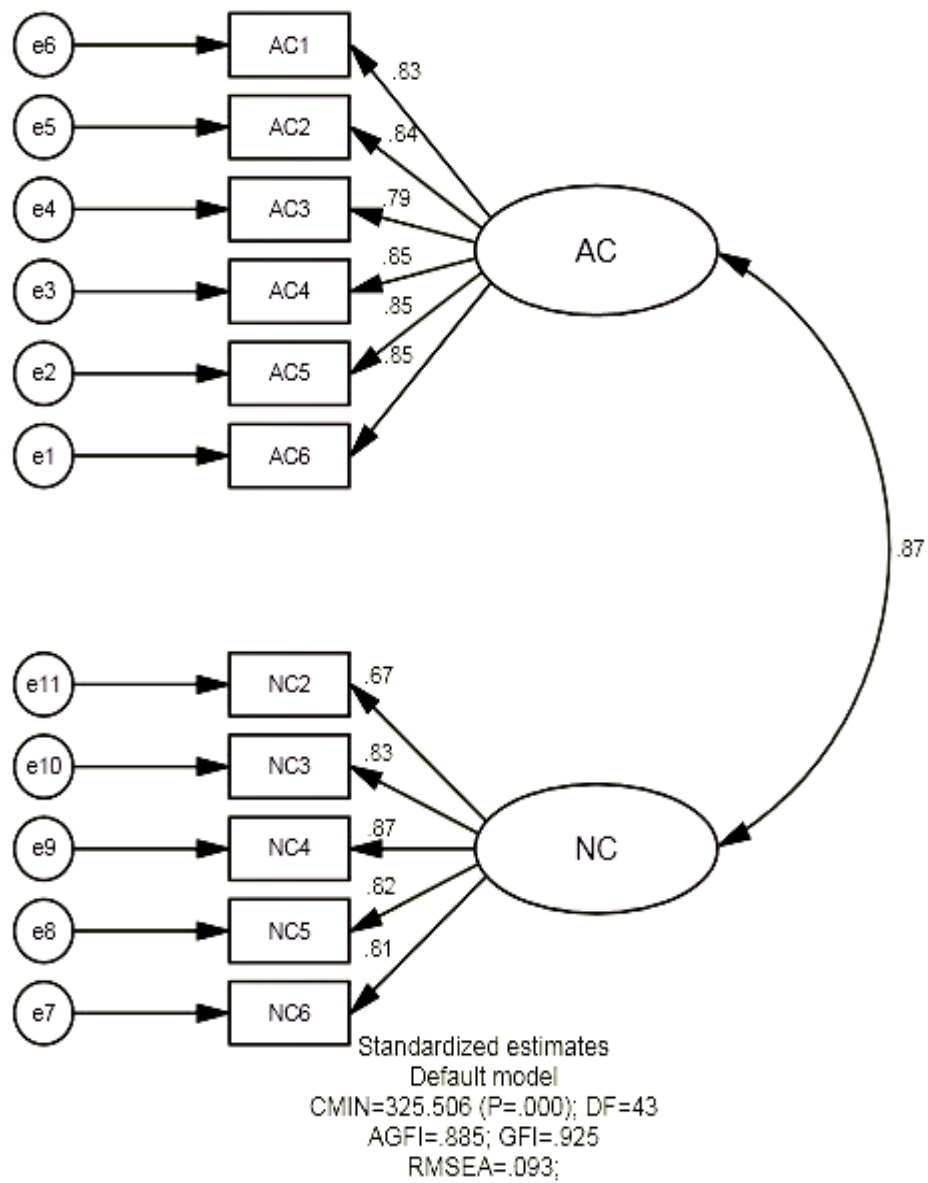 e6 AC1 .83
e5 AC2 .84
e4 AC3 .79
AC
e3 AC4 .85
e2 AC5 .85
e1 AC6 .85
.87
e11 NC2 .67
e10 NC3 .83
e9 NC4 .87
NC
e8 NC5 .82
e7 NC6 .81
Standardized estimates
Default model
CMIN=325.506 (P=.000); DF=43
AGFI=.885; GFI=.925
RMSEA=.093;